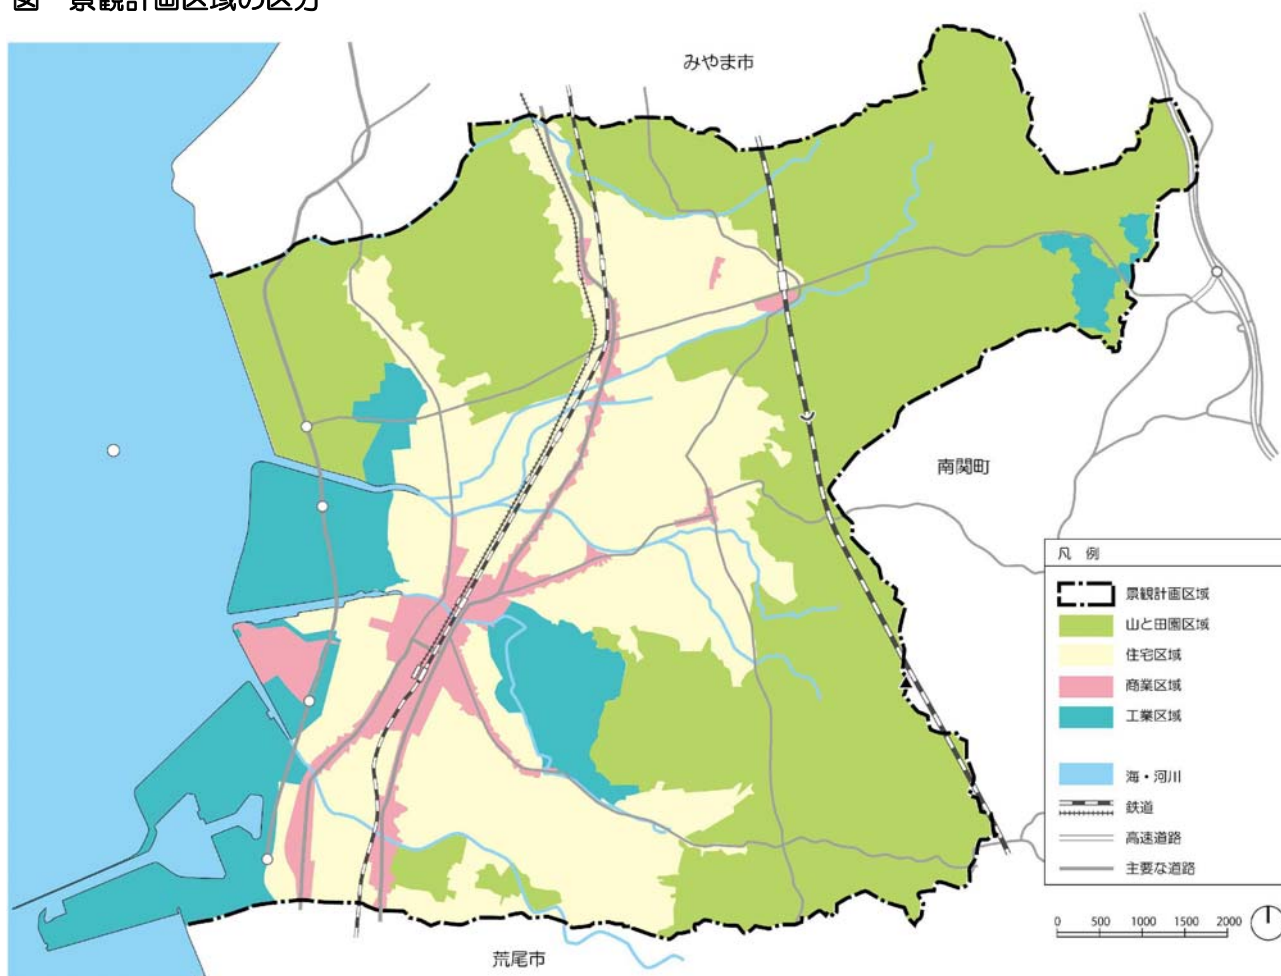 図 景観計画区域の区分
みやま市
南関町
荒尾市
凡 例
景観計画区域
山と田園区域
住宅区域
商業区域
工業区域
海・河川
鉄道
高速道路
主要な道路
0 500 1000 1500 2000